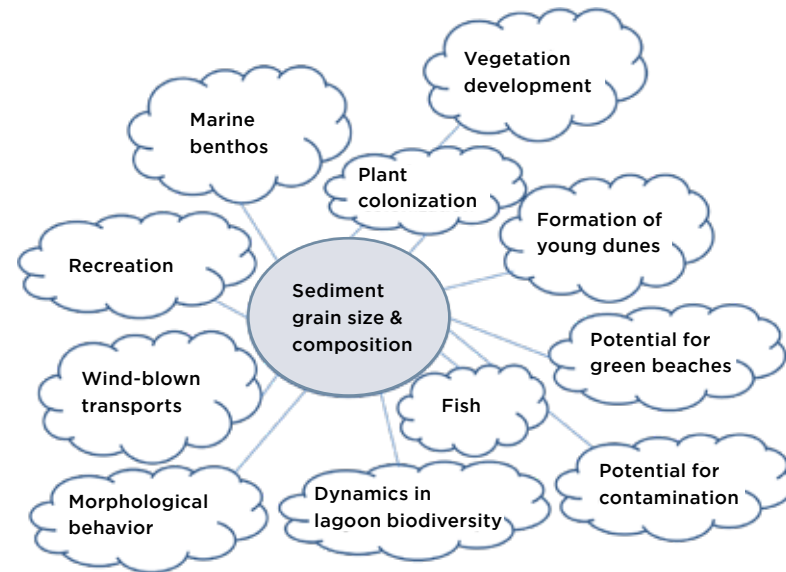 Vegetation
development
Marine
benthos
Plant
colonization
Formation of
young dunes
Recreation
Sediment
grain size &
composition
Potential for
green beaches
Wind-blown
transports
Fish
Morphological
behavior
Dynamics in
lagoon biodiversity
Potential for
contamination